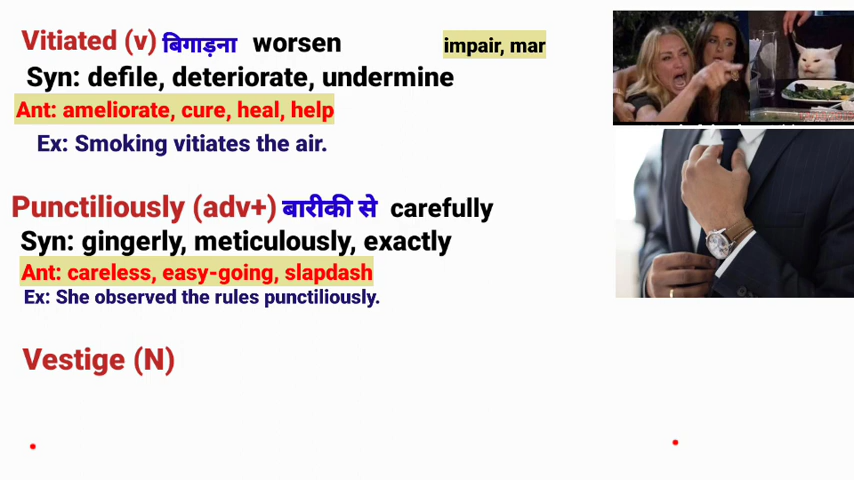 Vitiated (v) बिगाड़ना worsen impair, mar
Syn: defile, deteriorate, undermine
Ant: ameliorate, cure, heal, help
Ex: Smoking vitiates the air.
Punctiliously (adv+) बारीकी से carefully
Syn: gingerly, meticulously, exactly
Ant: careless, easy-going, slapdash
Ex: She observed the rules punctiliously.
Vestige (N)